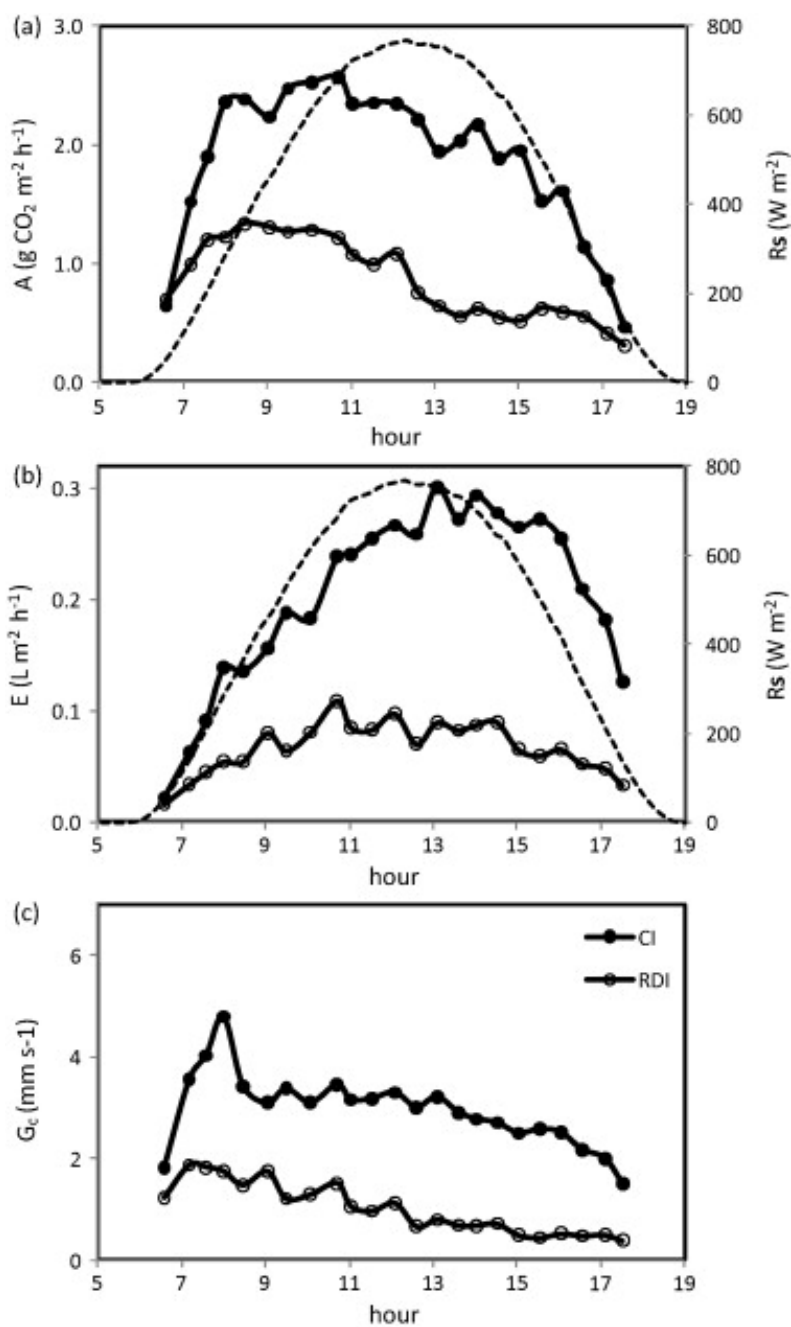 (a)
3.0
2.0
1.0
0.0
A (g CO₂ m⁻² h⁻¹)
800
600
400
200
0
Rs (W m⁻²)
5 7 9 11 13 15 17 19
hour
(b)
0.3
0.2
0.1
0.0
E (L m⁻² h⁻¹)
800
600
400
200
0
Rs (W m⁻²)
5 7 9 11 13 15 17 19
hour
(c)
6
4
2
0
G꜀ (mm s-1)
CI
RDI
5 7 9 11 13 15 17 19
hour